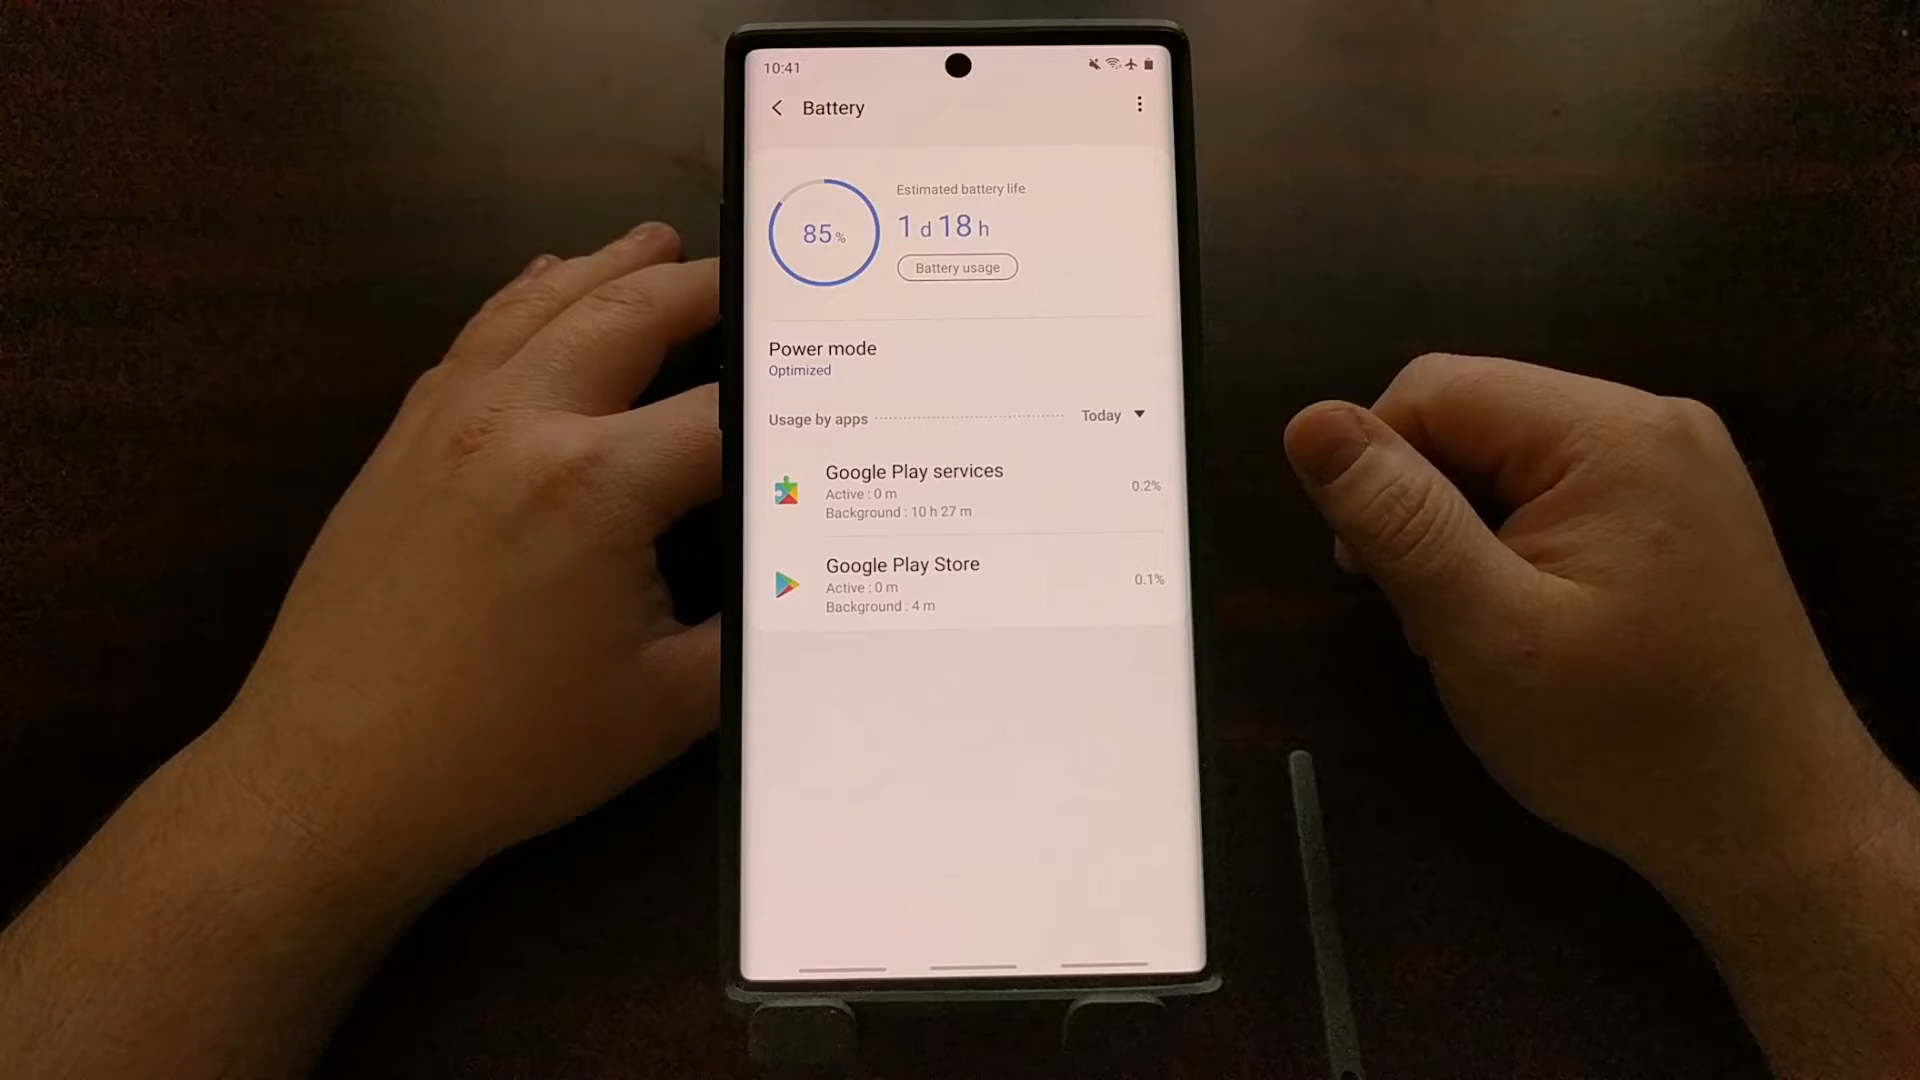 10:41
Battery
85%
Estimated battery life
1 d 18 h
Battery usage
Power mode
Optimized
Usage by apps
Today
Google Play services
Active : 0 m
Background : 10 h 27 m
0.2%
Google Play Store
Active : 0 m
Background : 4 m
0.1%